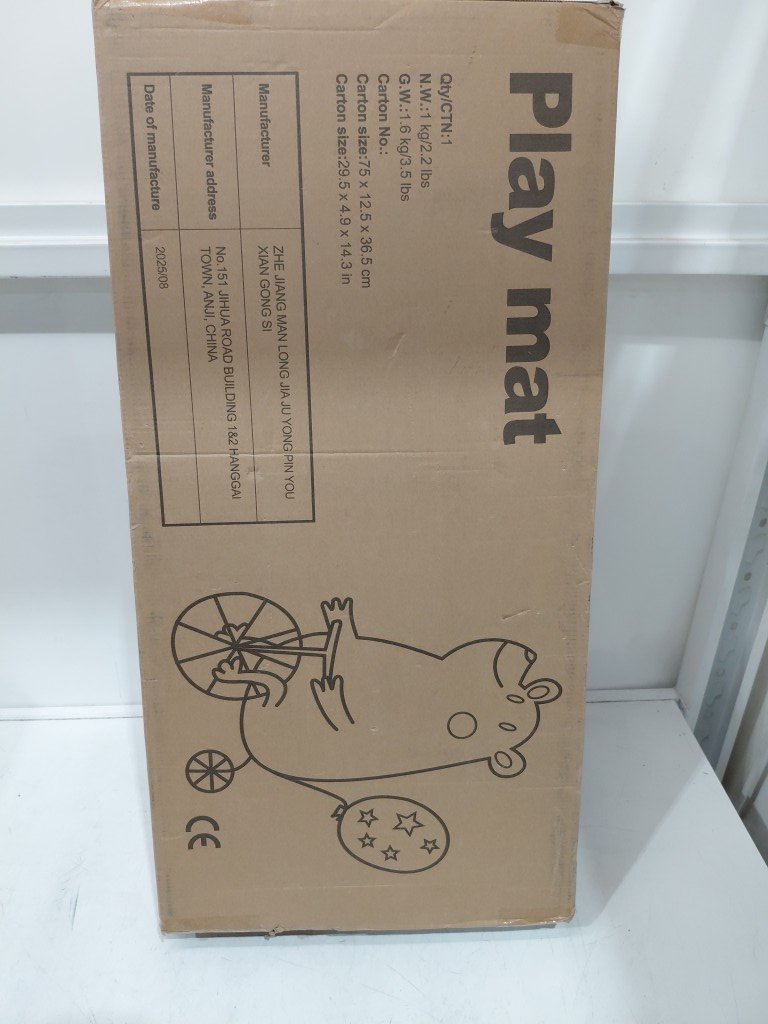 Play mat
Qty/CTN:1
N.W.:1 kg/2.2 lbs
G.W.:1.6 kg/3.5 lbs
Carton No.:
Carton size:75 x 12.5 x 36.5 cm
Carton size:29.5 x 4.9 x 14.3 in
Manufacturer
ZHE JIANG MAN LONG JIA JU YONG PIN YOU
XIAN GONG SI
Manufacturer address
No.151 JIHUA ROAD BUILDING 1&2 HANGGAI
TOWN, ANJI, CHINA
Date of manufacture
2025/08
CE